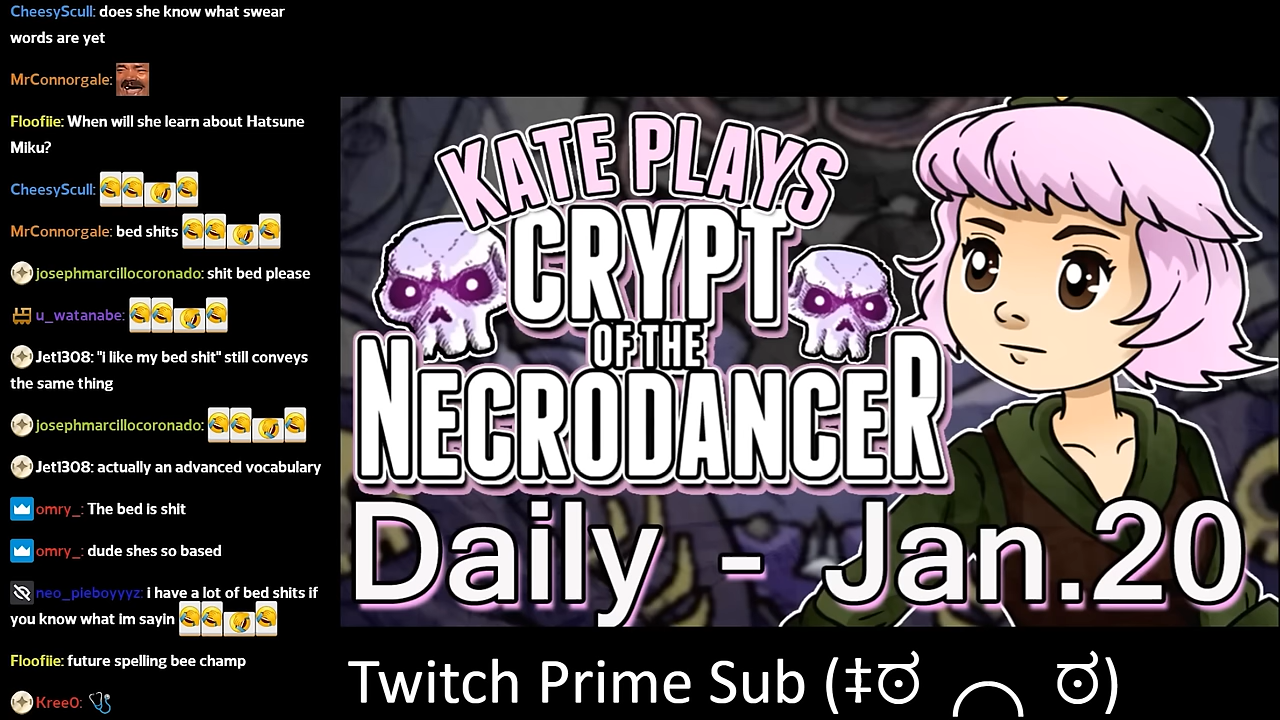 CheesyScull: does she know what swear
words are yet
MrConnorgale:
Floofiie: When will she learn about Hatsune
Miku?
CheesyScull:
MrConnorgale: bed shits
josephmarcillocoronado: shit bed please
u_watanabe:
Jet1308: "I like my bed shit" still conveys
the same thing
josephmarcillocoronado:
Jet1308: actually an advanced vocabulary
omry_: The bed is shit
omry_: dude shes so based
neo_pieboyyyz: i have a lot of bed shits if
you know what im sayin
Floofiie: future spelling bee champ
Kree0:
KATE PLAYS
CRYPT
OF THE
NECRODANCER
Daily - Jan.20
Twitch Prime Sub (‡ಠ ╭╮ ಠ)